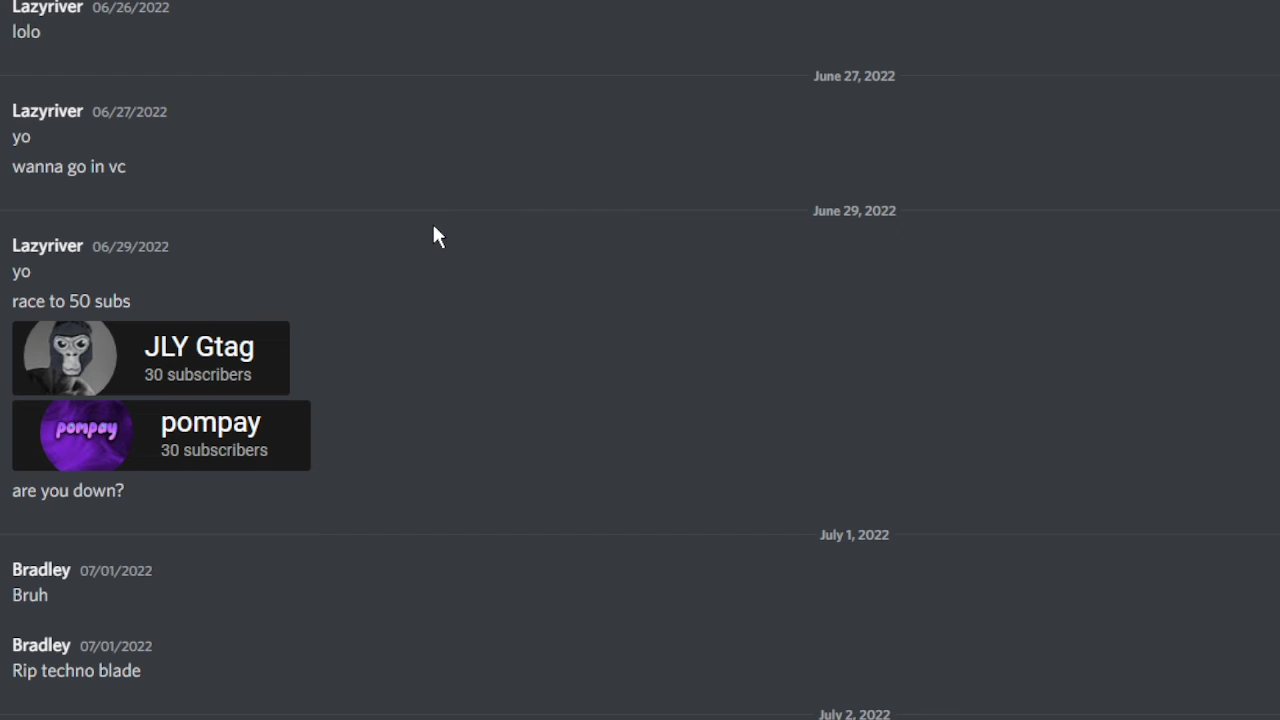 Lazyriver 06/26/2022
lolo
June 27, 2022
Lazyriver 06/27/2022
yo
wanna go in vc
June 29, 2022
Lazyriver 06/29/2022
yo
race to 50 subs
JLY Gtag
30 subscribers
pompay
pompay
30 subscribers
are you down?
July 1, 2022
Bradley 07/01/2022
Bruh
Bradley 07/01/2022
Rip techno blade
July 2, 2022